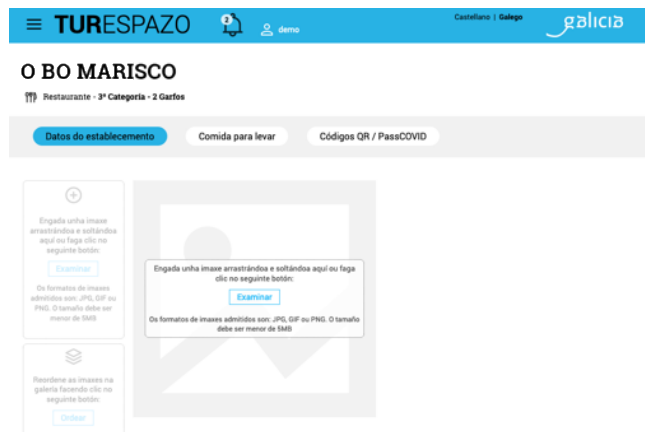 TURESPAZO
2
demo
Castellano | Galego
galicia
O BO MARISCO
Restaurante - 3ª Categoría - 2 Garfos
Datos do establecemento
Comida para levar
Códigos QR / PassCOVID
Engada unha imaxe
arrastrándoa e soltándoa
aquí ou faga clic no
seguinte botón:
Examinar
Os formatos de imaxes
admitidos son: JPG, GIF ou
PNG. O tamaño debe ser
menor de 5MB
Reordene as imaxes na
galería facendo clic no
seguinte botón:
Ordear
Engada unha imaxe arrastrándoa e soltándoa aquí ou faga
clic no seguinte botón:
Examinar
Os formatos de imaxes admitidos son: JPG, GIF ou PNG. O tamaño
debe ser menor de 5MB